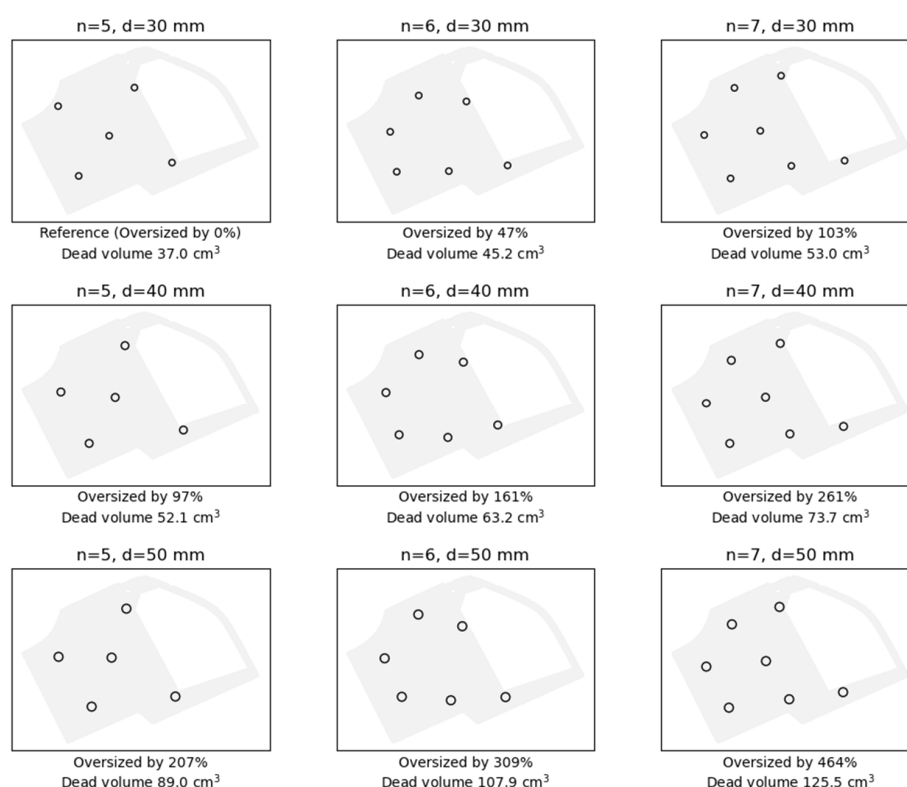 n=5, d=30 mm
n=6, d=30 mm
n=7, d=30 mm
Reference (Oversized by 0%)
Dead volume 37.0 cm³
Oversized by 47%
Dead volume 45.2 cm³
Oversized by 103%
Dead volume 53.0 cm³
n=5, d=40 mm
n=6, d=40 mm
n=7, d=40 mm
Oversized by 97%
Dead volume 52.1 cm³
Oversized by 161%
Dead volume 63.2 cm³
Oversized by 261%
Dead volume 73.7 cm³
n=5, d=50 mm
n=6, d=50 mm
n=7, d=50 mm
Oversized by 207%
Dead volume 89.0 cm³
Oversized by 309%
Dead volume 107.9 cm³
Oversized by 464%
Dead volume 125.5 cm³